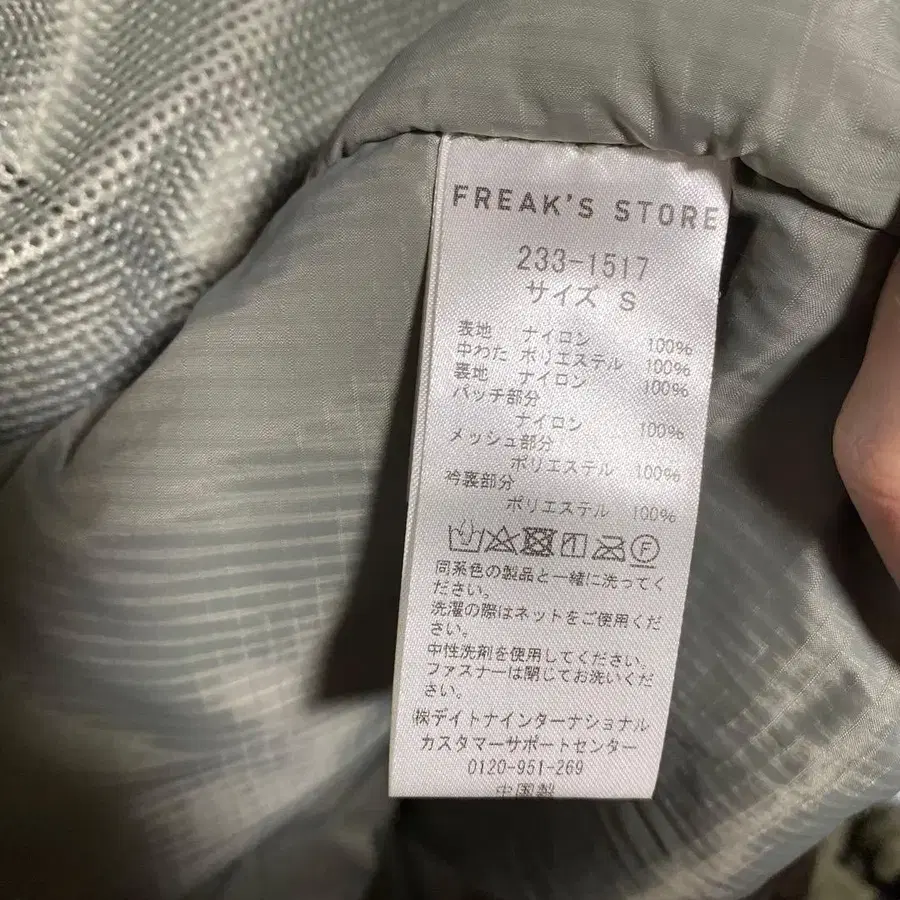 FREAK'S STORE
233-1517
サイズ S
表地 ナイロン 100%
中わた ポリエステル 100%
裏地 ナイロン 100%
パッチ部分
ナイロン 100%
メッシュ部分
ポリエステル 100%
衿裏部分
ポリエステル 100%
F
同系色の製品と一緒に洗ってく
ださい。
洗濯の際はネットをご使用くだ
さい。
中性洗剤を使用してください。
ファスナーは閉じてお洗いくだ
さい。
㈱デイトナインターナショナル
カスタマーサポートセンター
0120-951-269
中国製